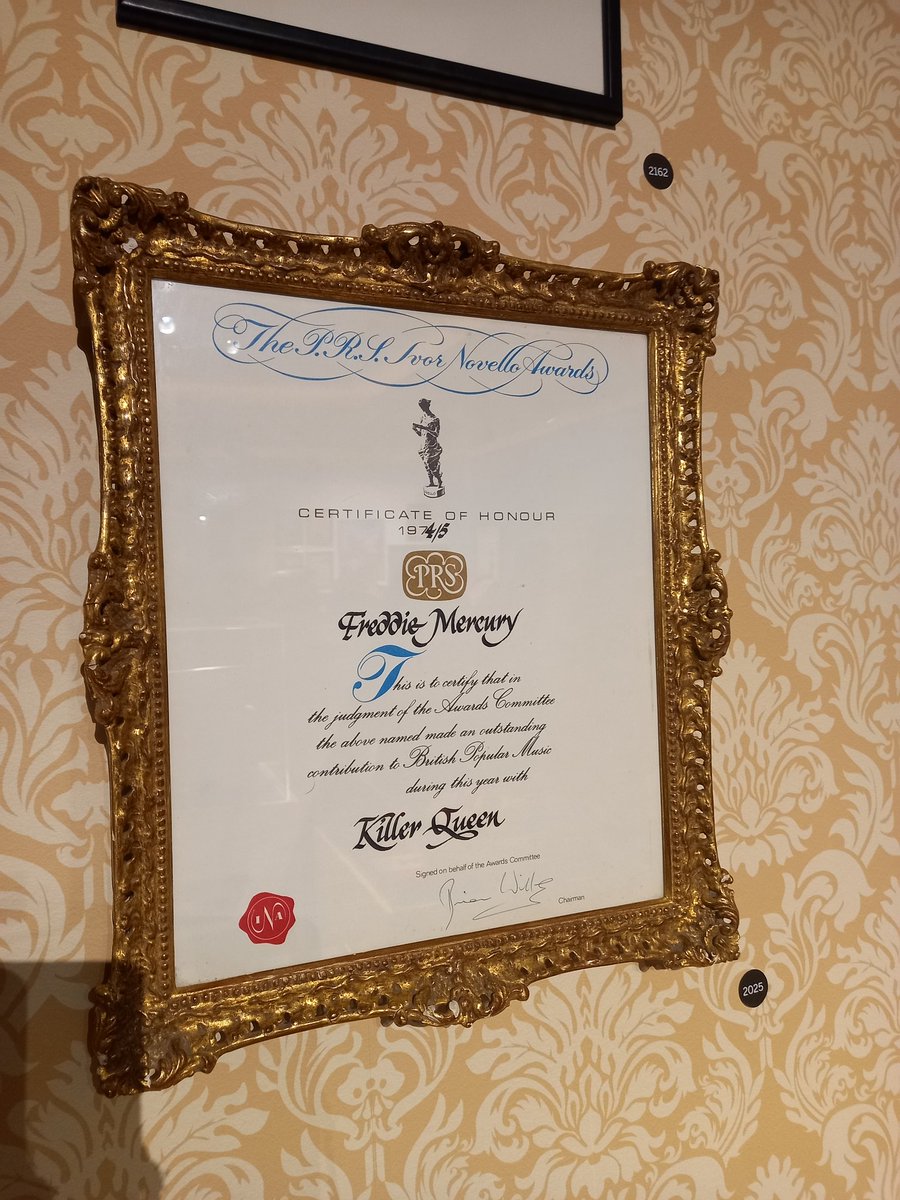 2162
The P.R.S. Ivor Novello Awards
CERTIFICATE OF HONOUR
1974/5
PRS
Freddie Mercury
This is to certify that in
the judgment of the Awards Committee
the above named made an outstanding
contribution to British Popular Music
during this year with
Killer Queen
Signed on behalf of the Awards Committee
Chairman
INA
2025